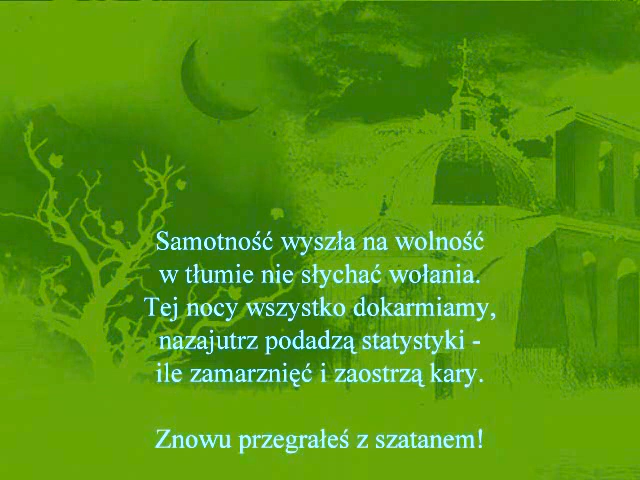 Samotność wyszła na wolność
w tłumie nie słychać wołania.
Tej nocy wszystko dokarmiamy,
nazajutrz podadzą statystyki -
ile zamarznięć i zaostrzą kary.
Znowu przegrałeś z szatanem!